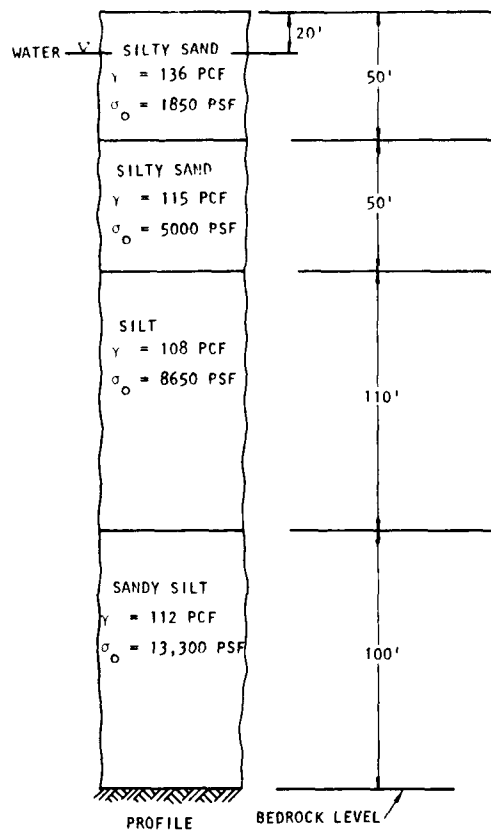 20'
WATER
SILTY SAND
γ = 136 PCF
σo = 1850 PSF
50'
SILTY SAND
γ = 115 PCF
σo = 5000 PSF
50'
SILT
γ = 108 PCF
σo = 8650 PSF
110'
SANDY SILT
γ = 112 PCF
σo = 13,300 PSF
100'
PROFILE
BEDROCK LEVEL